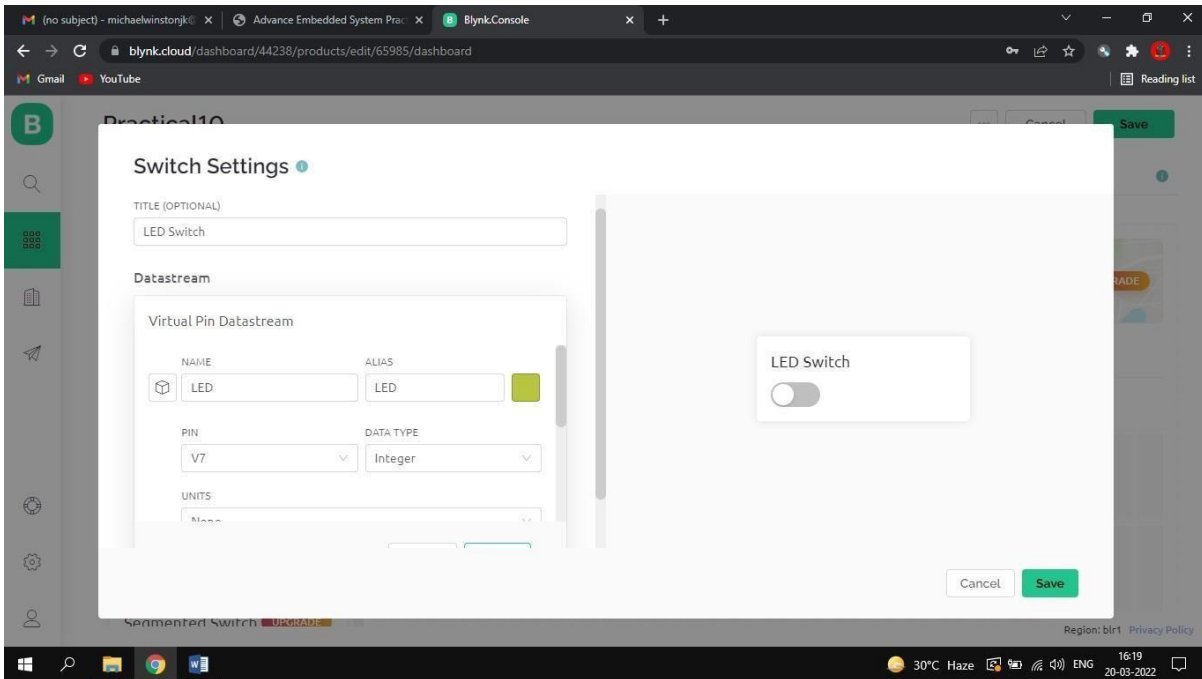 (no subject) - michaelwinstonjk@
Advance Embedded System Prac
Blynk.Console
blynk.cloud/dashboard/44238/products/edit/65985/dashboard
Gmail
YouTube
Reading list
B
Practical10
Cancel
Save
Switch Settings
TITLE (OPTIONAL)
LED Switch
Datastream
Virtual Pin Datastream
NAME
ALIAS
LED
LED
PIN
DATA TYPE
V7
Integer
UNITS
None
LED Switch
RADE
Cancel
Save
Segmented Switch
UPGRADE
Region: blr1 Privacy Policy
30°C Haze
ENG
16:19
20-03-2022